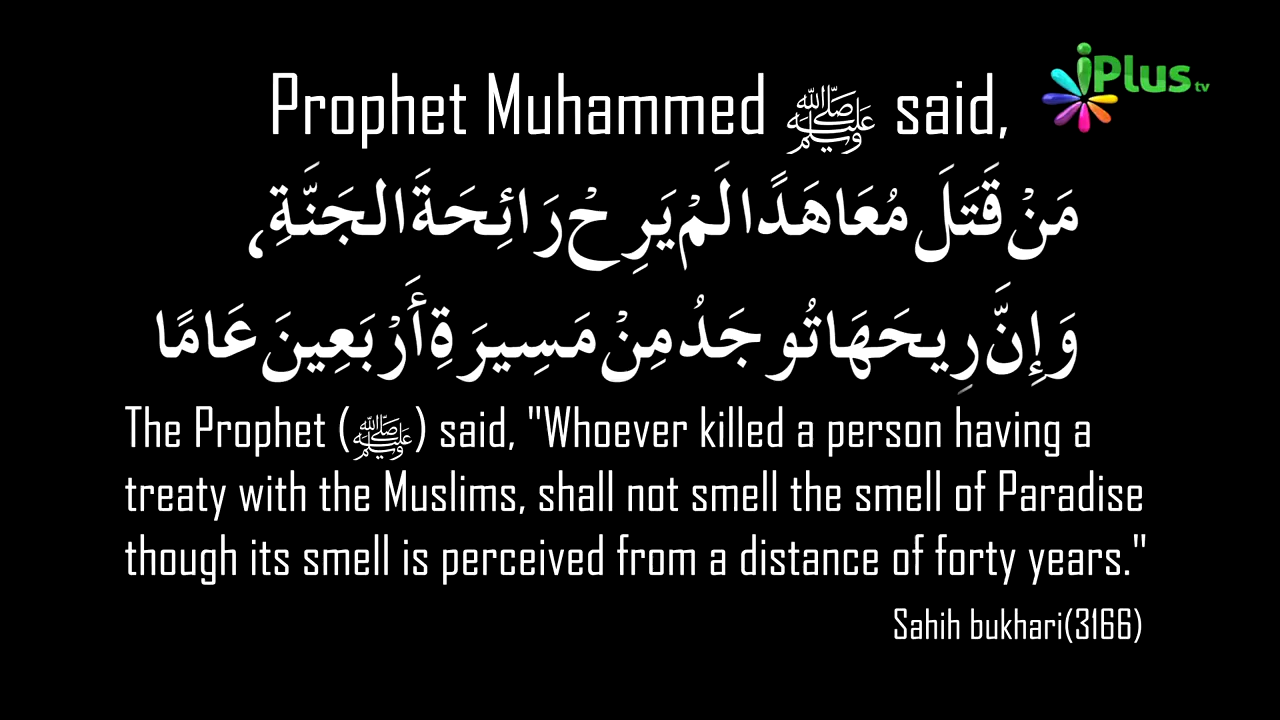 Prophet Muhammed ﷺ said,
iPlus tv
مَنْ قَتَلَ مُعَاهَدًا لَمْ يَرِحْ رَائِحَةَ الجَنَّةِ،
وَإِنَّ رِيحَهَا تُوجَدُ مِنْ مَسِيرَةِ أَرْبَعِينَ عَامًا
The Prophet (ﷺ) said, "Whoever killed a person having a
treaty with the Muslims, shall not smell the smell of Paradise
though its smell is perceived from a distance of forty years."
Sahih bukhari(3166)